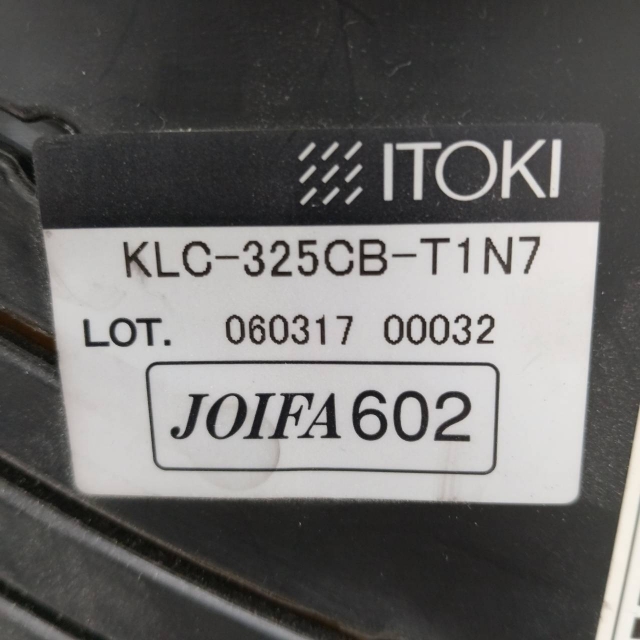 ITOKI
KLC-325CB-T1N7
LOT. 060317 00032
JOIFA602